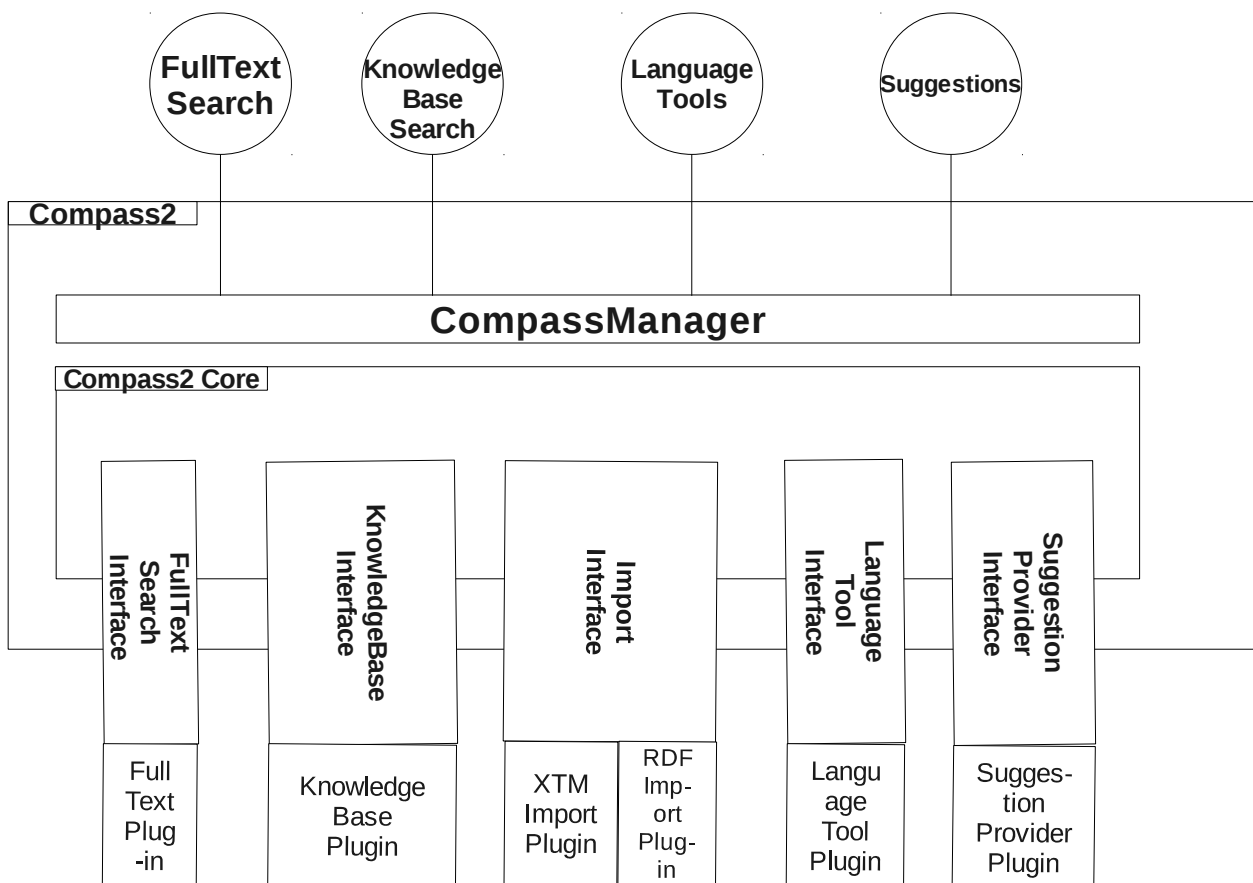 FullText
Search
Knowledge
Base
Search
Language
Tools
Suggestions
Compass2
CompassManager
Compass2 Core
FullText
Search
Interface
KnowledgeBase
Interface
Import
Interface
Language
Tool
Interface
Suggestion
Provider
Interface
Full
Text
Plug
-in
Knowledge
Base
Plugin
XTM
Import
Plugin
RDF
Imp-
ort
Plug-
in
Langu
age
Tool
Plugin
Sugges-
tion
Provider
Plugin